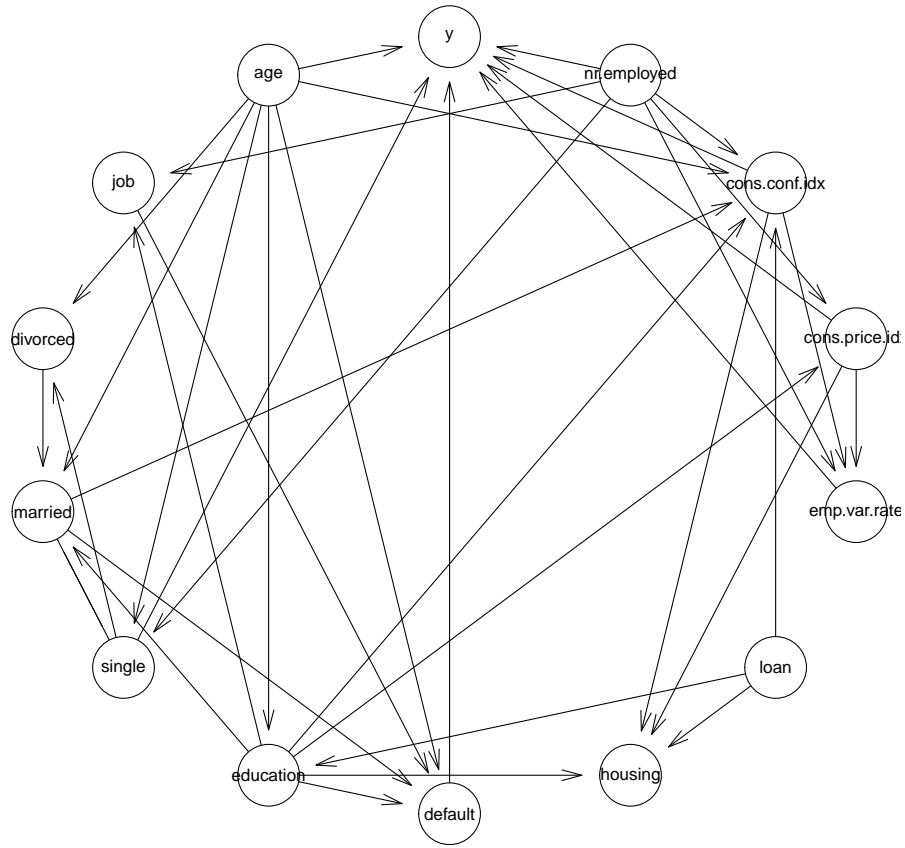 y
age
nr.employed
job
cons.conf.idx
divorced
cons.price.idx
married
emp.var.rate
single
loan
education
housing
default